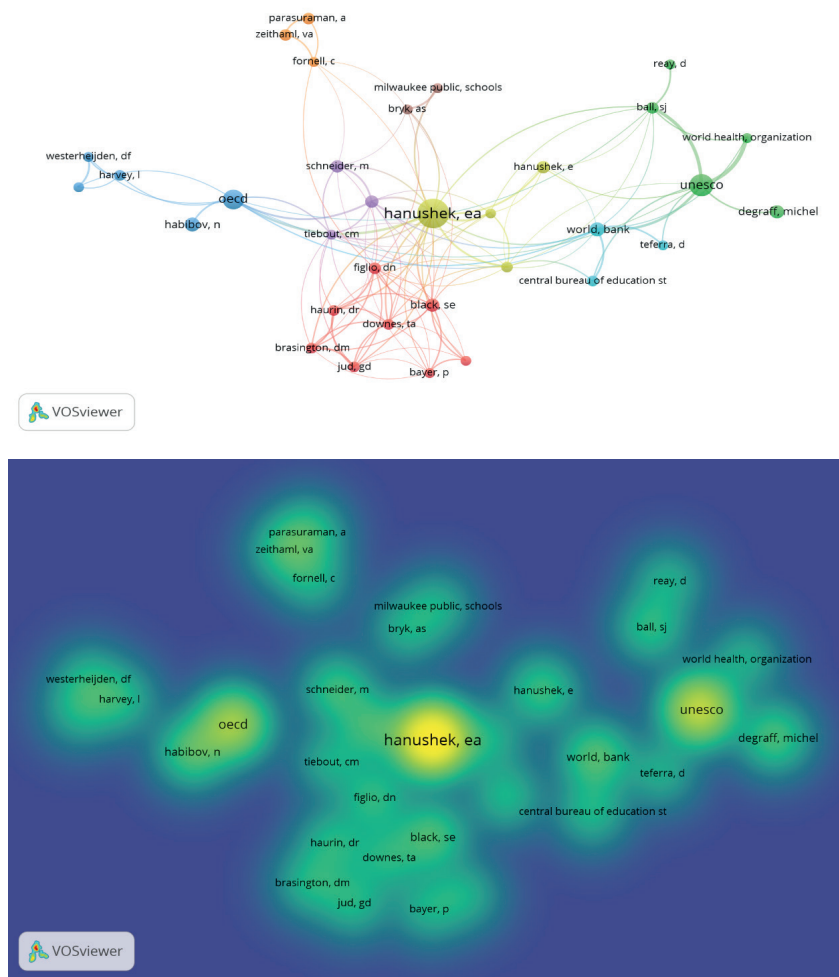 parasuraman, a
zeithaml, va
fornell, c
milwaukee public, schools
bryk, as
reay, d
ball, sj
world health, organization
westerheijden, df
harvey, l
schneider, m
hanushek, e
oecd
unesco
habibov, n
hanushek, ea
degraff, michel
tiebout, cm
world, bank
teferra, d
figlio, dn
central bureau of education st
haurin, dr
black, se
downes, ta
brasington, dm
jud, gd
bayer, p
VOSviewer
parasuraman, a
zeithaml, va
fornell, c
milwaukee public, schools
bryk, as
reay, d
ball, sj
world health, organization
westerheijden, df
harvey, l
schneider, m
hanushek, e
oecd
unesco
habibov, n
hanushek, ea
degraff, michel
tiebout, cm
world, bank
teferra, d
figlio, dn
central bureau of education st
haurin, dr
black, se
downes, ta
brasington, dm
jud, gd
bayer, p
VOSviewer